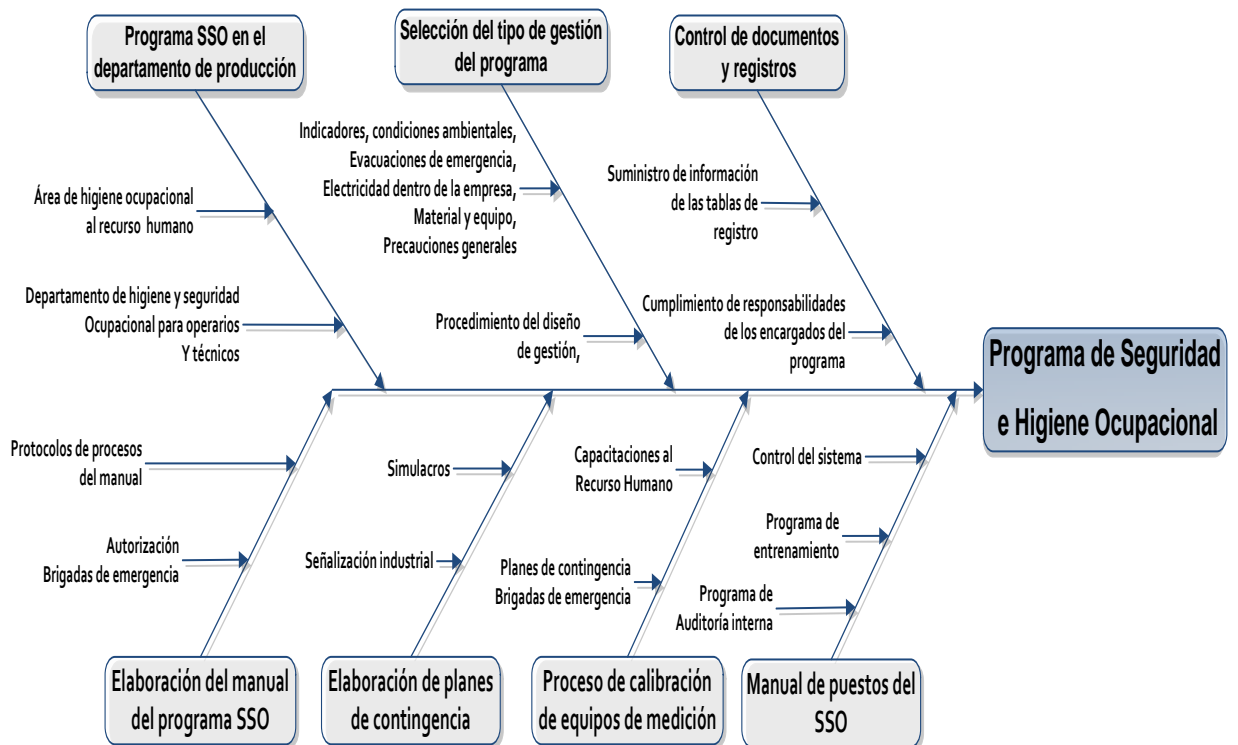 Programa SSO en el
departamento de producción
Selección del tipo de gestión
del programa
Control de documentos
y registros
Indicadores, condiciones ambientales,
Evacuaciones de emergencia,
Electricidad dentro de la empresa,
Material y equipo,
Precauciones generales
Suministro de información
de las tablas de
registro
Área de higiene ocupacional
al recurso humano
Departamento de higiene y seguridad
Ocupacional para operarios
Y técnicos
Procedimiento del diseño
de gestión,
Cumplimiento de responsabilidades
de los encargados del
programa
Programa de Seguridad
e Higiene Ocupacional
Protocolos de procesos
del manual
Simulacros
Capacitaciones al
Recurso Humano
Control del sistema
Autorización
Brigadas de emergencia
Señalización industrial
Planes de contingencia
Brigadas de emergencia
Programa de
entrenamiento
Programa de
Auditoría interna
Elaboración del manual
del programa SSO
Elaboración de planes
de contingencia
Proceso de calibración
de equipos de medición
Manual de puestos del
SSO